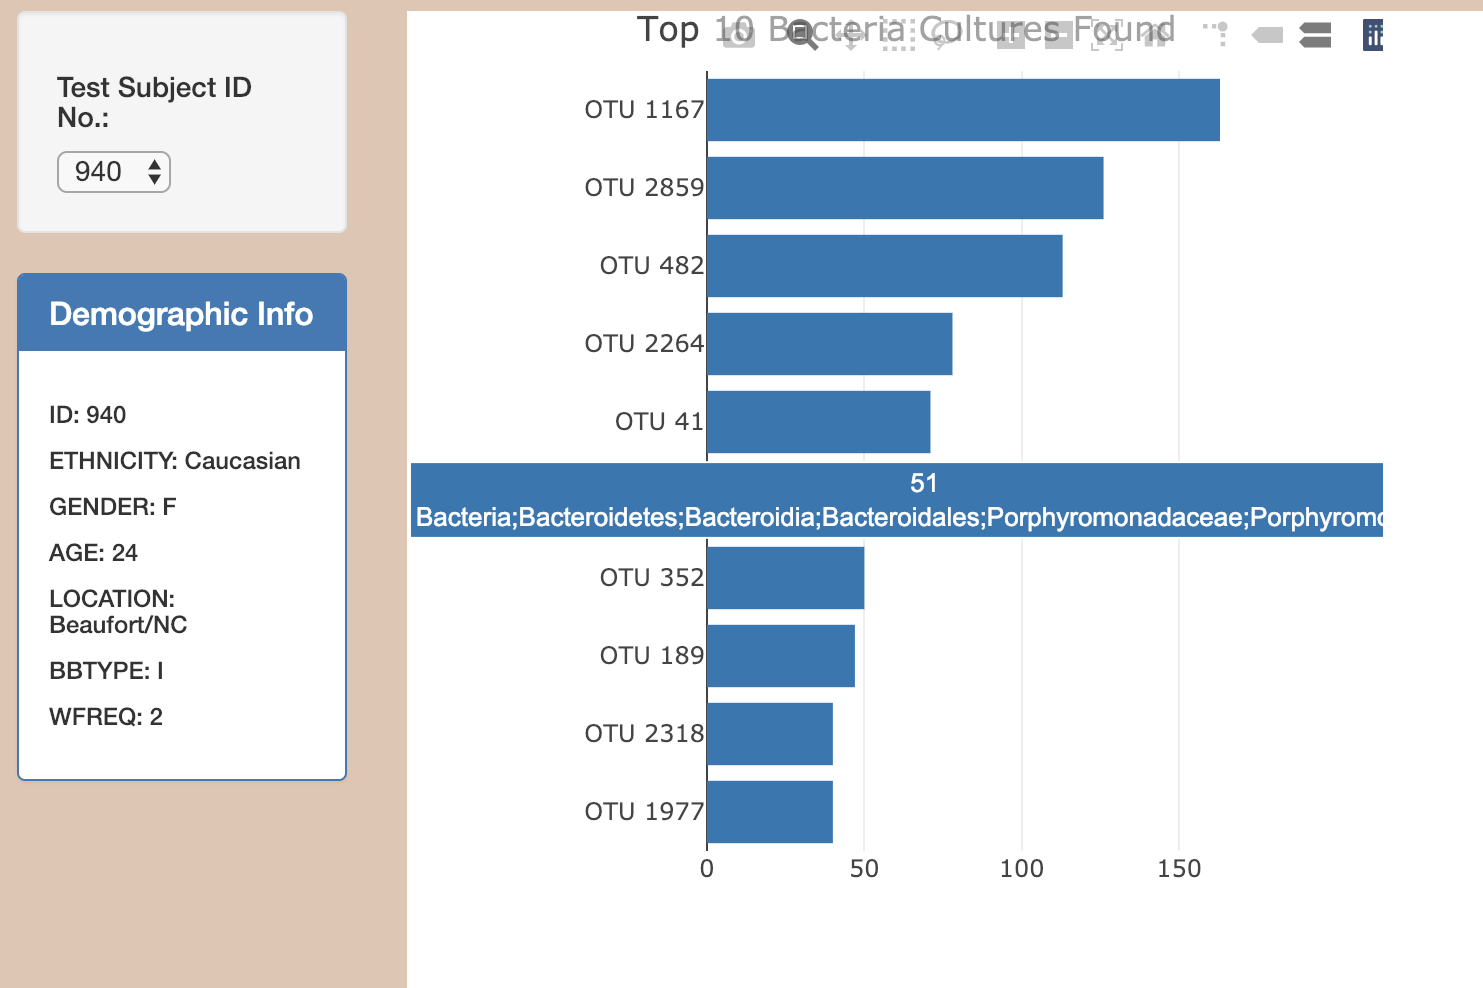 Test Subject ID
No.:
940
Demographic Info
ID: 940
ETHNICITY: Caucasian
GENDER: F
AGE: 24
LOCATION:
Beaufort/NC
BBTYPE: I
WFREQ: 2
Top 10 Bacteria Cultures Found
OTU 1167
OTU 2859
OTU 482
OTU 2264
OTU 41
51
Bacteria;Bacteroidetes;Bacteroidia;Bacteroidales;Porphyromonadaceae;Porphyromo
OTU 352
OTU 189
OTU 2318
OTU 1977
0 50 100 150